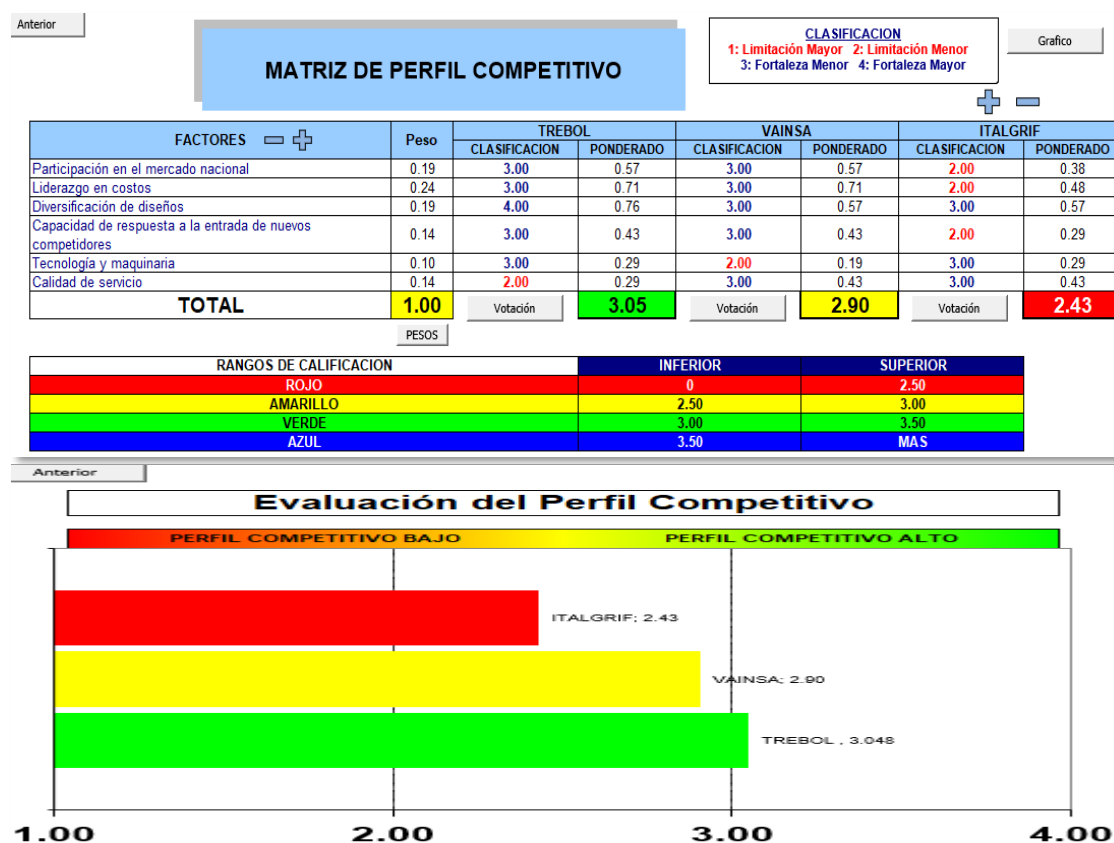 Anterior
MATRIZ DE PERFIL COMPETITIVO
CLASIFICACION
1: Limitación Mayor 2: Limitación Menor
3: Fortaleza Menor 4: Fortaleza Mayor
Grafico
FACTORES Peso TREBOL VAINSA ITALGRIF
CLASIFICACION PONDERADO CLASIFICACION PONDERADO CLASIFICACION PONDERADO
Participación en el mercado nacional 0.19 3.00 0.57 3.00 0.57 2.00 0.38
Liderazgo en costos 0.24 3.00 0.71 3.00 0.71 2.00 0.48
Diversificación de diseños 0.19 4.00 0.76 3.00 0.57 3.00 0.57
Capacidad de respuesta a la entrada de nuevos
competidores 0.14 3.00 0.43 3.00 0.43 2.00 0.29
Tecnología y maquinaria 0.10 3.00 0.29 2.00 0.19 3.00 0.29
Calidad de servicio 0.14 2.00 0.29 3.00 0.43 3.00 0.43
TOTAL 1.00 Votación 3.05 Votación 2.90 Votación 2.43
PESOS
RANGOS DE CALIFICACION INFERIOR SUPERIOR
ROJO 0 2.50
AMARILLO 2.50 3.00
VERDE 3.00 3.50
AZUL 3.50 MAS
Anterior
Evaluación del Perfil Competitivo
PERFIL COMPETITIVO BAJO PERFIL COMPETITIVO ALTO
ITALGRIF; 2.43
VAINSA; 2.90
TREBOL , 3.048
1.00 2.00 3.00 4.00